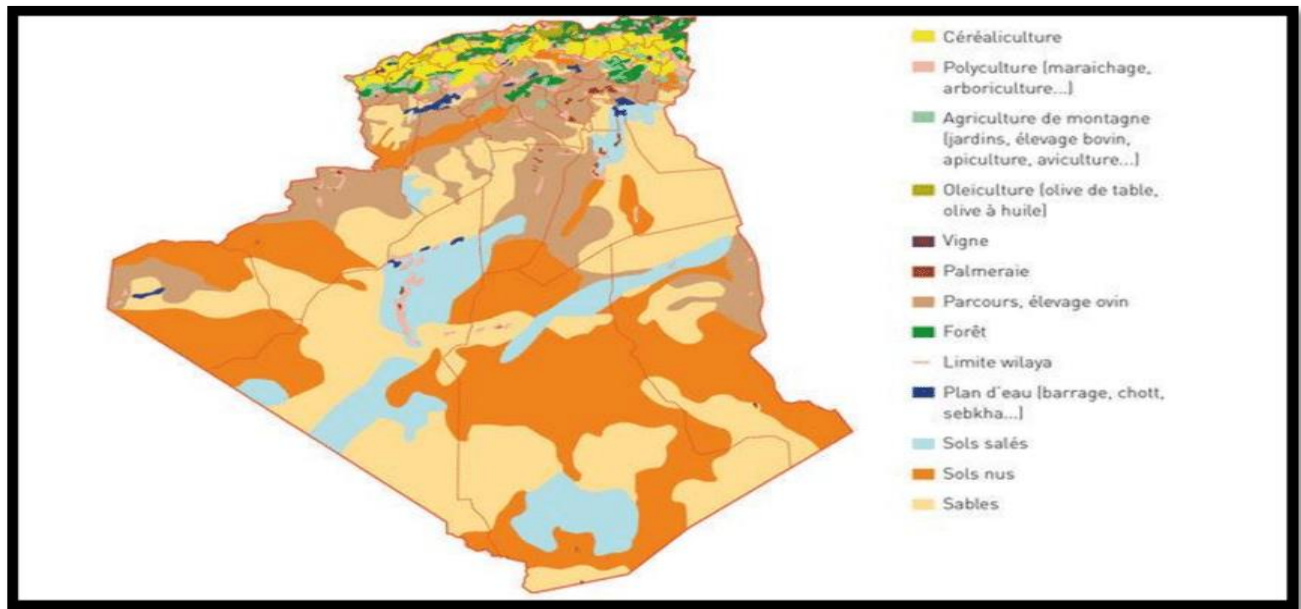 Céréaliculture
Polyculture (maraichage,
arboriculture...)
Agriculture de montagne
(jardins, élevage bovin,
apiculture, aviculture...)
Oleiculture (olive de table,
olive à huile)
Vigne
Palmeraie
Parcours, élevage ovin
Forêt
Limite wilaya
Plan d'eau (barrage, chott,
sebkha...)
Sols salés
Sols nus
Sables